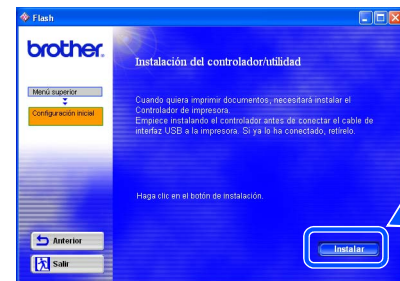 Flash
brother
Instalación del controlador/utilidad
Menú superior
Configuración inicial
Cuando quiera imprimir documentos, necesitará instalar el
Controlador de impresora.
Empiece instalando el controlador antes de conectar el cable de
interfaz USB a la impresora. Si ya lo ha conectado, retírelo.
Haga clic en el botón de instalación.
Anterior
Instalar
Salir